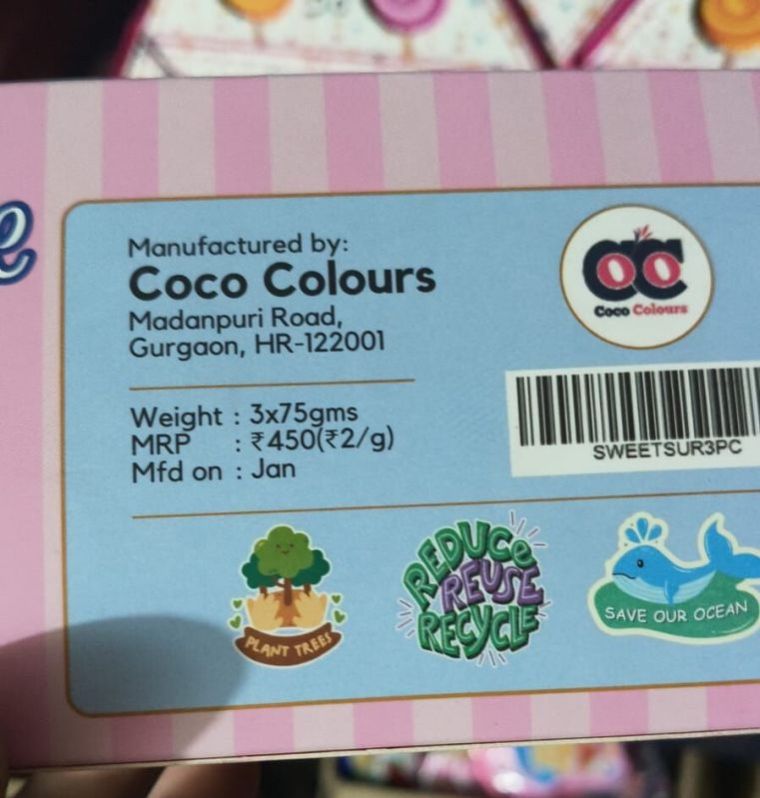 Manufactured by:
Coco Colours
Madanpuri Road,
Gurgaon, HR-122001
Coco Colours
Weight : 3x75gms
MRP : ₹450(₹2/g)
Mfd on : Jan
SWEETSUR3PC
PLANT TREES
REDUCe
REUSE
RECYCLE
SAVE OUR OCEAN